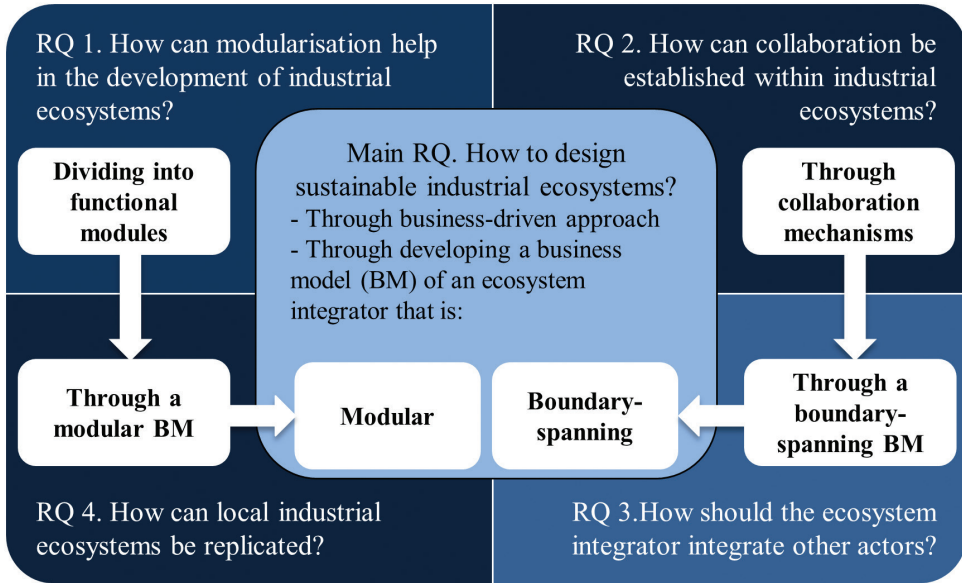 RQ 1. How can modularisation help
in the development of industrial
ecosystems?
RQ 2. How can collaboration be
established within industrial
ecosystems?
Dividing into
functional
modules
Main RQ. How to design
sustainable industrial ecosystems?
- Through business-driven approach
- Through developing a business
model (BM) of an ecosystem
integrator that is:
Through
collaboration
mechanisms
Through a
modular BM
Modular
Boundary-
spanning
Through a
boundary-
spanning BM
RQ 4. How can local industrial
ecosystems be replicated?
RQ 3.How should the ecosystem
integrator integrate other actors?